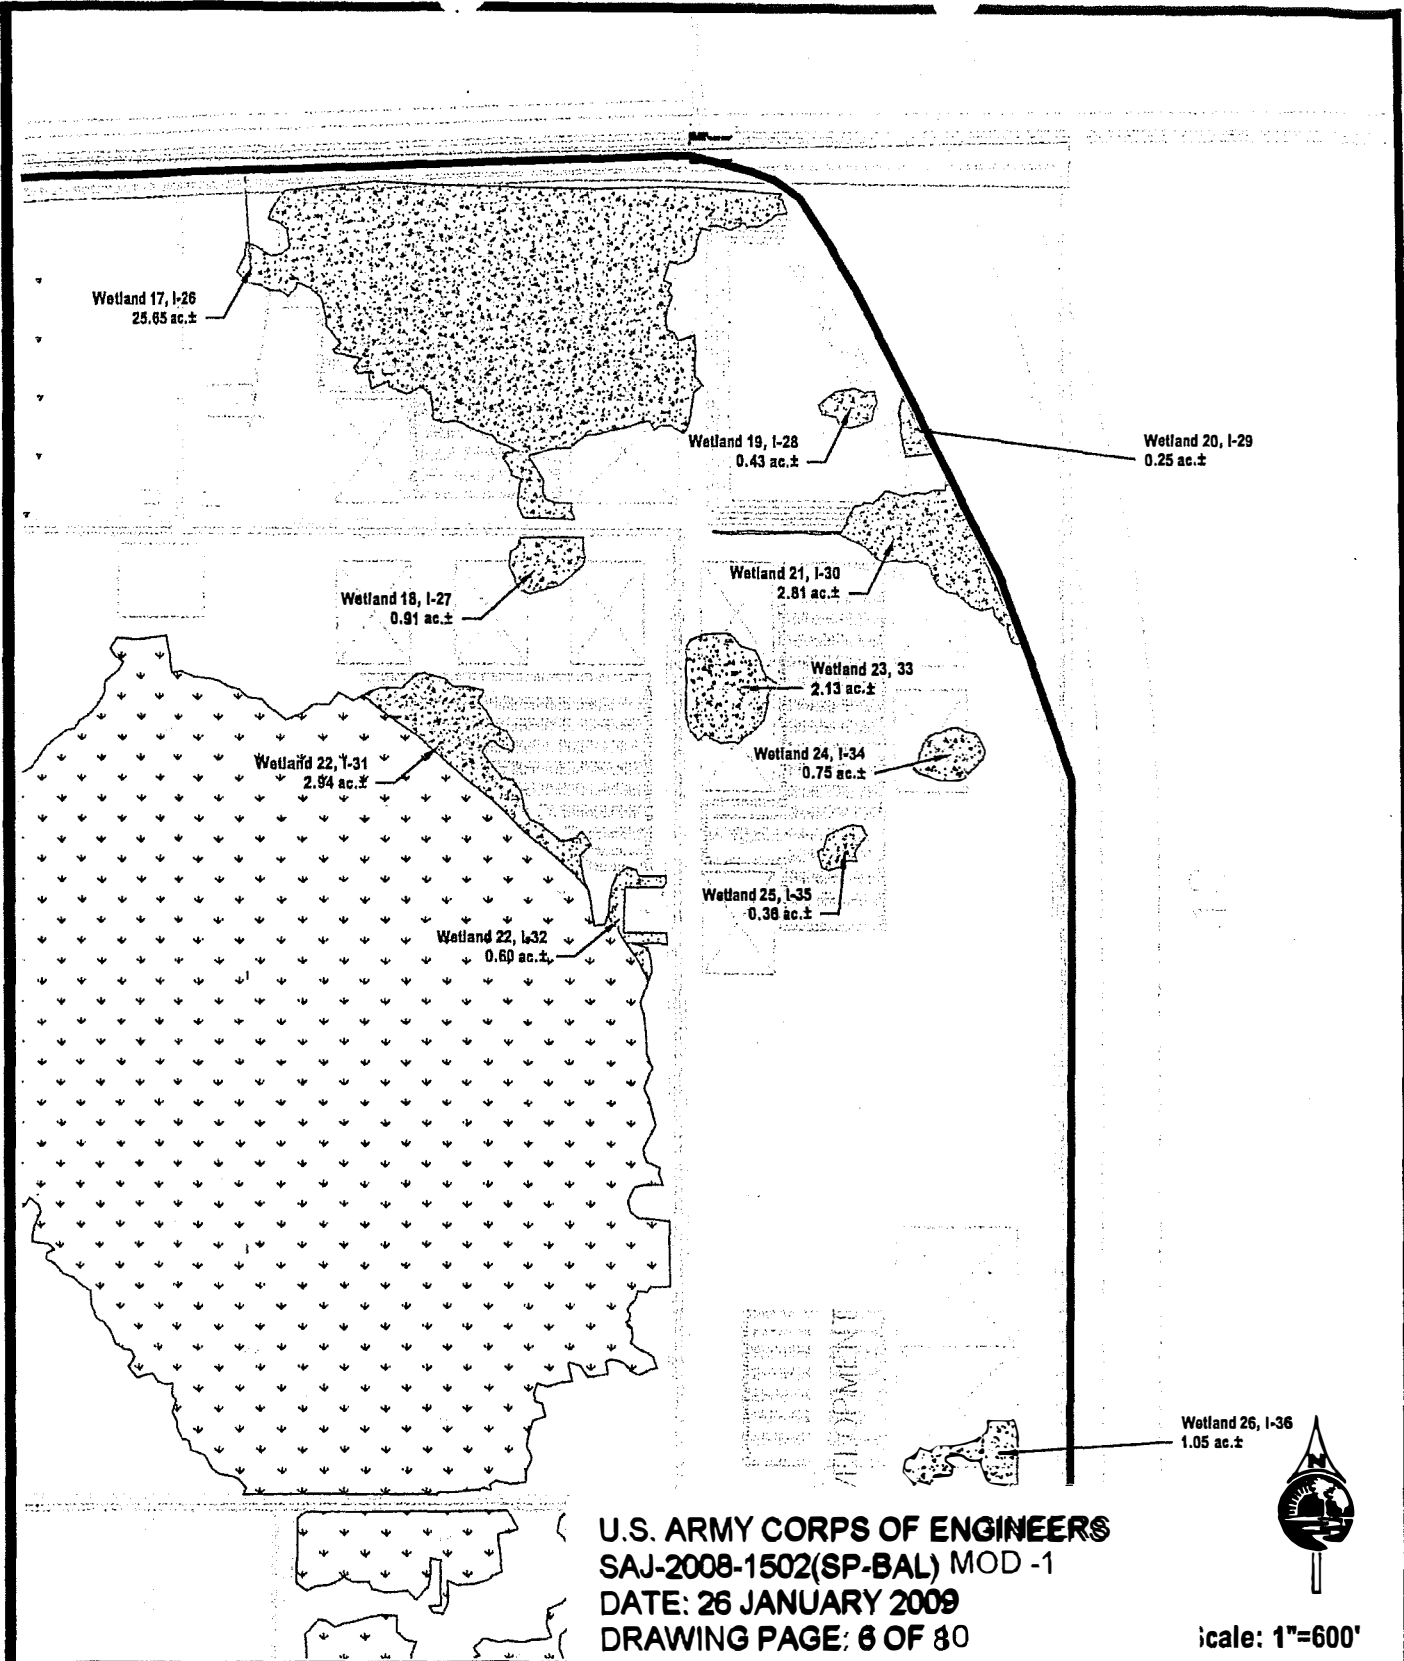 Wetland 17, I-26
25.65 ac.±
Wetland 19, I-28
0.43 ac.±
Wetland 20, I-29
0.25 ac.±
Wetland 21, I-30
2.81 ac.±
Wetland 18, I-27
0.91 ac.±
Wetland 23, 33
2.13 ac.±
Wetland 22, I-31
2.94 ac.±
Wetland 24, I-34
0.75 ac.±
Wetland 25, I-35
0.36 ac.±
Wetland 22, I-32
0.60 ac.±
Wetland 26, I-36
1.05 ac.±
N
U.S. ARMY CORPS OF ENGINEERS
SAJ-2008-1502(SP-BAL) MOD -1
DATE: 26 JANUARY 2009
DRAWING PAGE: 6 OF 80
Scale: 1"=600'